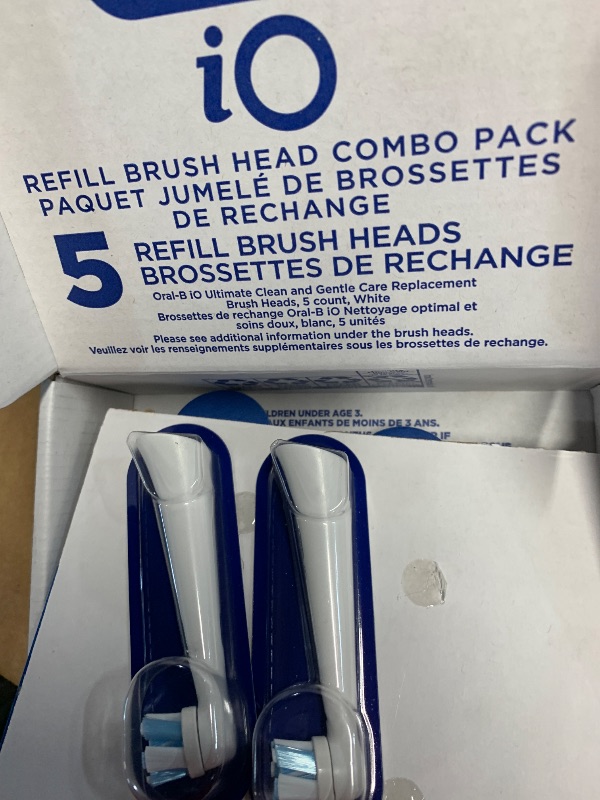 iO
REFILL BRUSH HEAD COMBO PACK
PAQUET JUMELÉ DE BROSSETTES
DE RECHANGE
5 REFILL BRUSH HEADS
BROSSETTES DE RECHANGE
Oral-B iO Ultimate Clean and Gentle Care Replacement
Brush Heads, 5 count, White
Brossettes de rechange Oral-B iO Nettoyage optimal et
soins doux, blanc, 5 unités
Please see additional information under the brush heads.
Veuillez voir les renseignements supplémentaires sous les brossettes de rechange.
LDREN UNDER AGE 3.
UX ENFANTS DE MOINS DE 3 ANS.